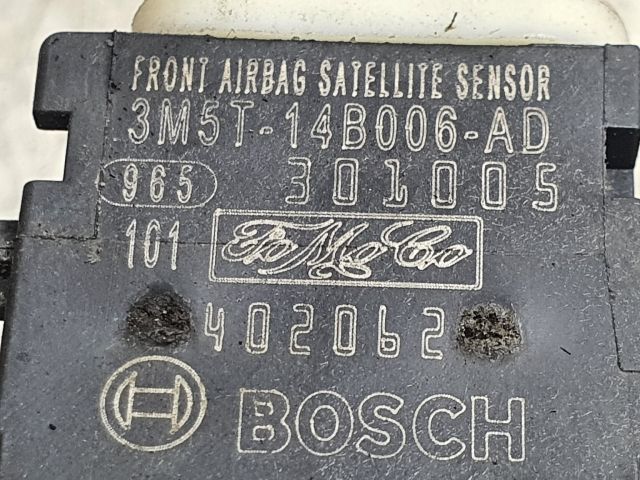 FRONT AIRBAG SATELLITE SENSOR
3M5T-14B006-AD
965 301005
101 FoMoCo
402062
BOSCH